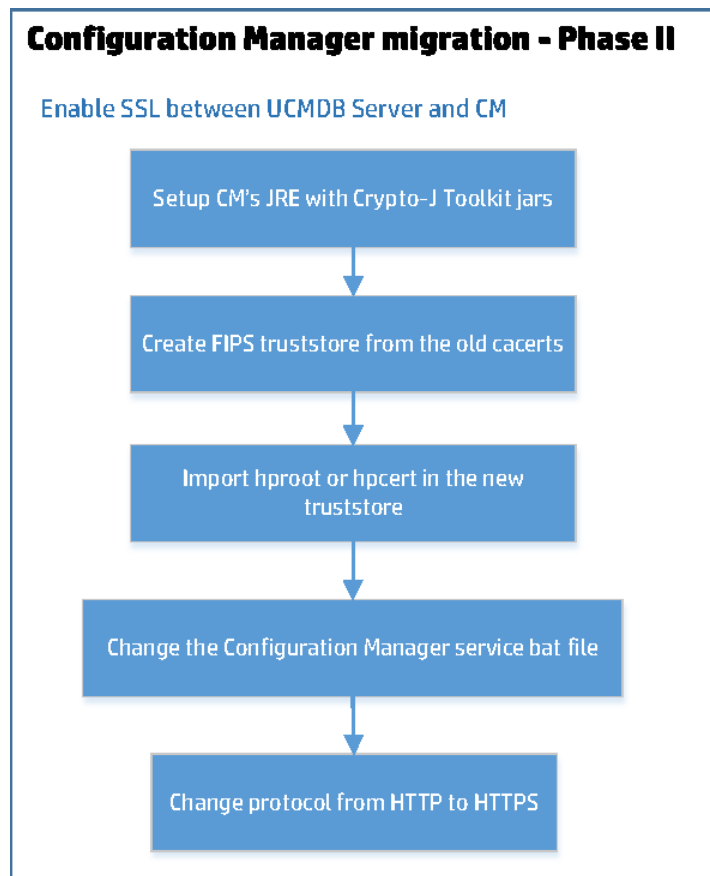 Configuration Manager migration - Phase II
Enable SSL between UCMDB Server and CM
Setup CM's JRE with Crypto-J Toolkit jars
Create FIPS truststore from the old cacerts
Import hproot or hpcert in the new
truststore
Change the Configuration Manager service bat file
Change protocol from HTTP to HTTPS